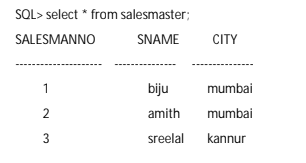 SQL> select * from salesmaster;
SALESMANNO SNAME CITY
--------------------- --------------- ---------------
1 biju mumbai
2 amith mumbai
3 sreelal kannur